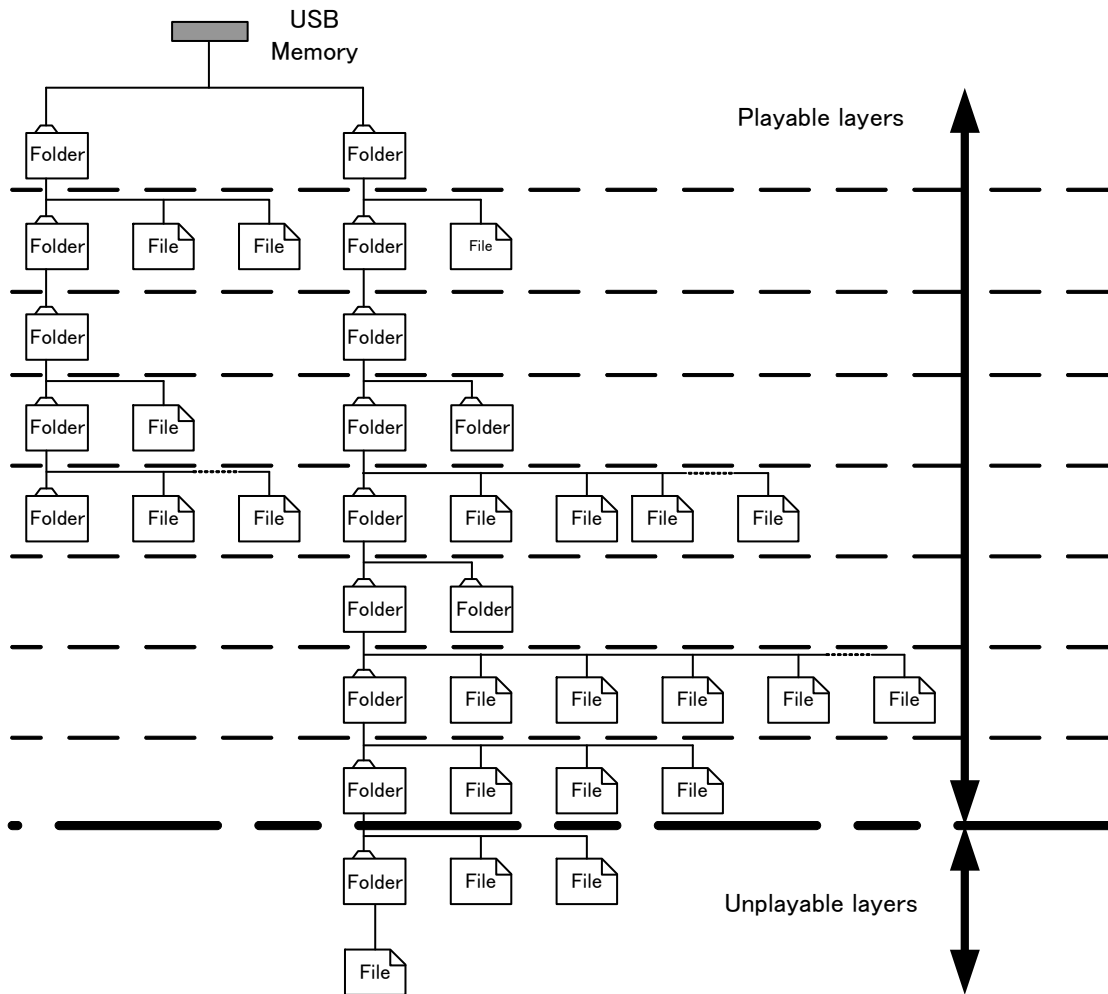 USB
Memory
Playable layers
Folder Folder
Folder File File Folder File
Folder Folder
Folder File Folder Folder
Folder File File Folder File File File File
Folder Folder
Folder File File File File File
Folder File File File
Folder File File
Unplayable layers
File